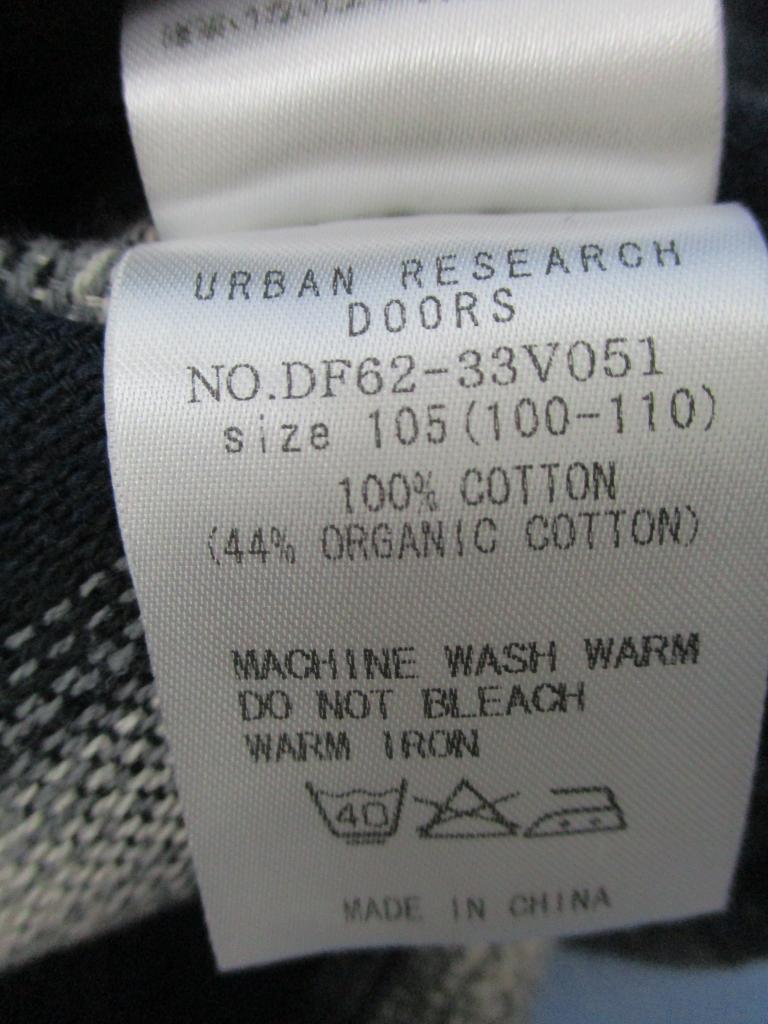 URBAN RESEARCH
DOORS
NO.DF62-33V051
size 105(100-110)
100% COTTON
(44% ORGANIC COTTON)
MACHINE WASH WARM
DO NOT BLEACH
WARM IRON
40
MADE IN CHINA